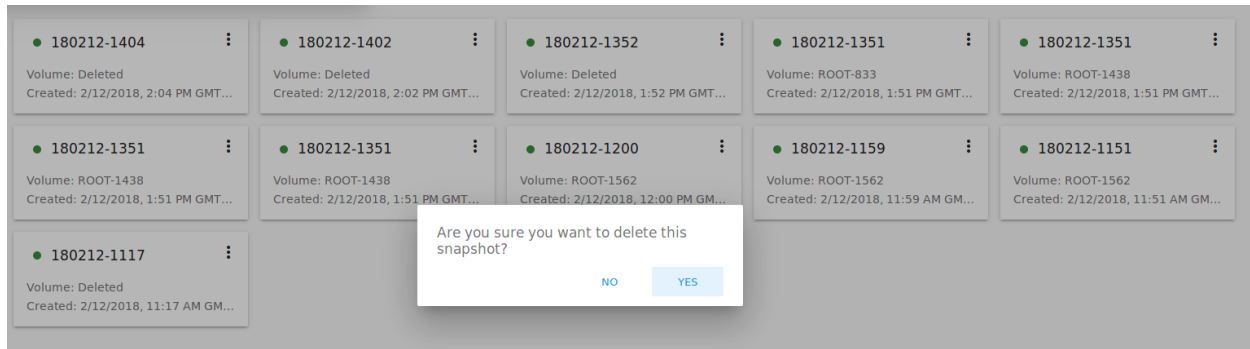 180212-1404
Volume: Deleted
Created: 2/12/2018, 2:04 PM GMT...
180212-1402
Volume: Deleted
Created: 2/12/2018, 2:02 PM GMT...
180212-1352
Volume: Deleted
Created: 2/12/2018, 1:52 PM GMT...
180212-1351
Volume: ROOT-833
Created: 2/12/2018, 1:51 PM GMT...
180212-1351
Volume: ROOT-1438
Created: 2/12/2018, 1:51 PM GMT...
180212-1351
Volume: ROOT-1438
Created: 2/12/2018, 1:51 PM GMT...
180212-1351
Volume: ROOT-1438
Created: 2/12/2018, 1:51 PM GMT...
180212-1200
Volume: ROOT-1562
Created: 2/12/2018, 12:00 PM GM...
180212-1159
Volume: ROOT-1562
Created: 2/12/2018, 11:59 AM GM...
180212-1151
Volume: ROOT-1562
Created: 2/12/2018, 11:51 AM GM...
180212-1117
Volume: Deleted
Created: 2/12/2018, 11:17 AM GM...
Are you sure you want to delete this
snapshot?
NO YES